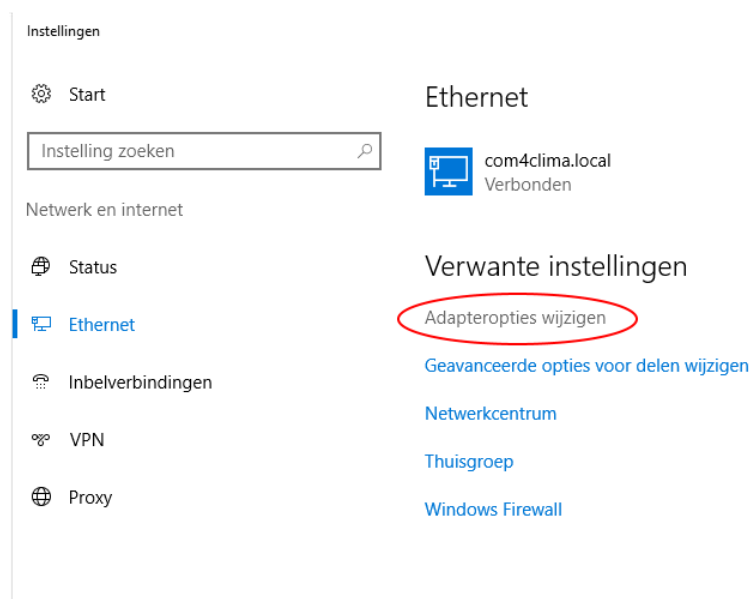 Instellingen
Start
Instelling zoeken
Netwerk en internet
Status
Ethernet
Inbelverbindingen
VPN
Proxy
Ethernet
com4clima.local
Verbonden
Verwante instellingen
Adapteropties wijzigen
Geavanceerde opties voor delen wijzigen
Netwerkcentrum
Thuisgroep
Windows Firewall